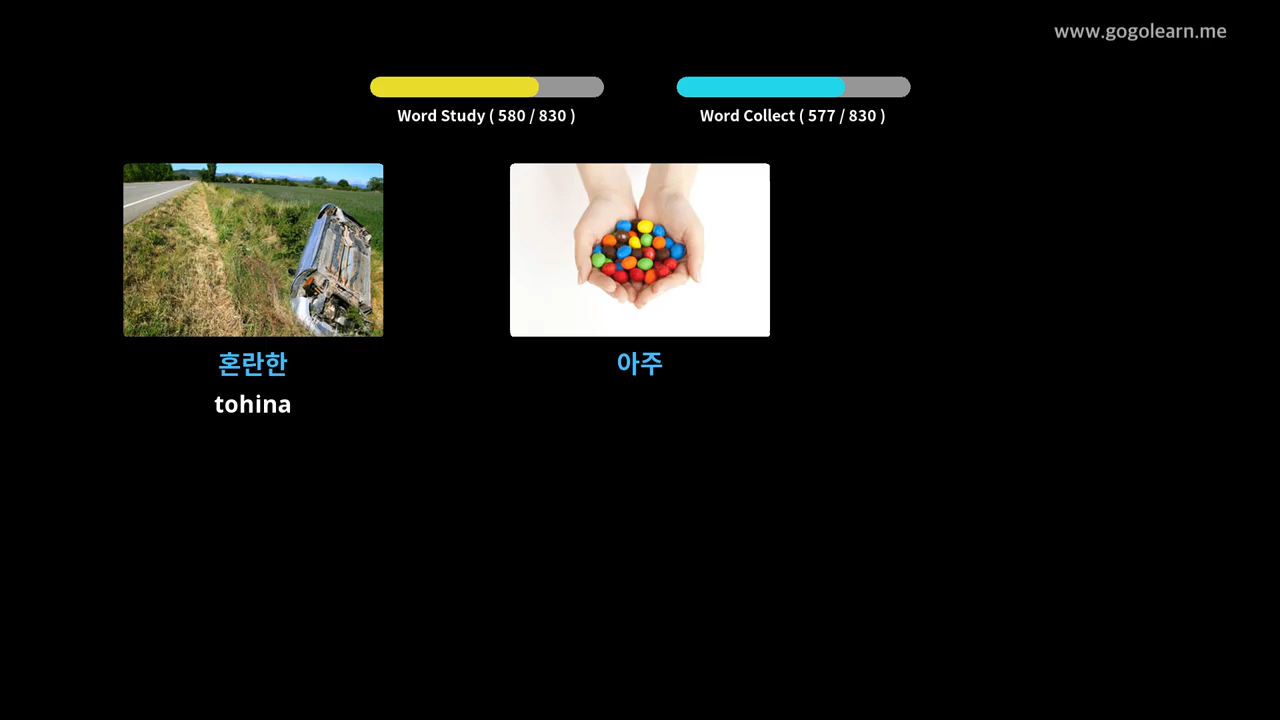 www.gogolearn.me
Word Study ( 580 / 830 )
Word Collect ( 577 / 830 )
혼란한
tohina
아주